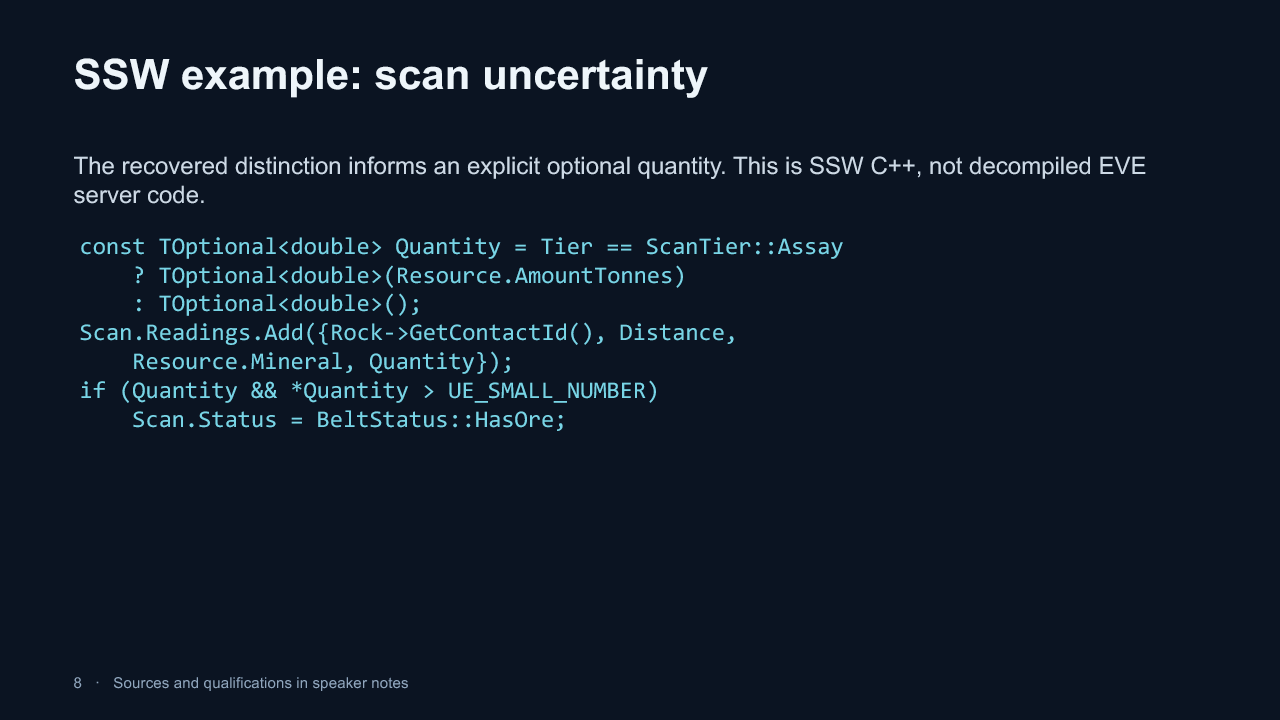 SSW example: scan uncertainty
The recovered distinction informs an explicit optional quantity. This is SSW C++, not decompiled EVE
server code.
const TOptional<double> Quantity = Tier == ScanTier::Assay
    ? TOptional<double>(Resource.AmountTonnes)
    : TOptional<double>();
Scan.Readings.Add({Rock->GetContactId(), Distance,
    Resource.Mineral, Quantity});
if (Quantity && *Quantity > UE_SMALL_NUMBER)
    Scan.Status = BeltStatus::HasOre;
8 · Sources and qualifications in speaker notes